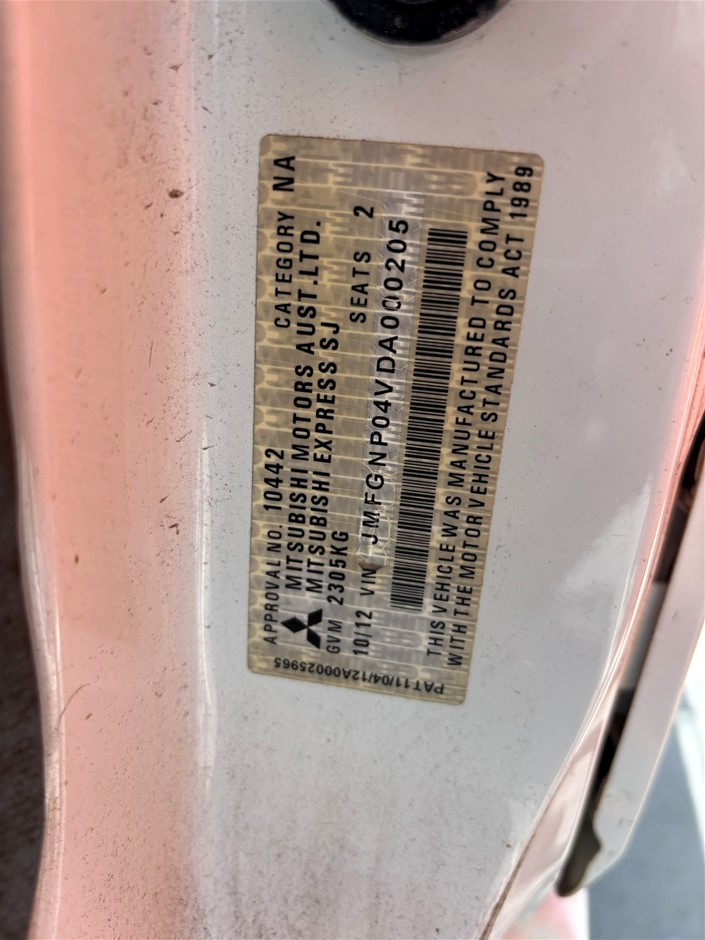 APPROVAL NO. 10442 CATEGORY NA
MITSUBISHI MOTORS AUST.LTD.
MITSUBISHI EXPRESS SJ
GVM 2305KG SEATS 2
10/12 VIN JMFGNP04VDA000205
THIS VEHICLE WAS MANUFACTURED TO COMPLY
WITH THE MOTOR VEHICLE STANDARDS ACT 1989
PAT11/04/12A00025965